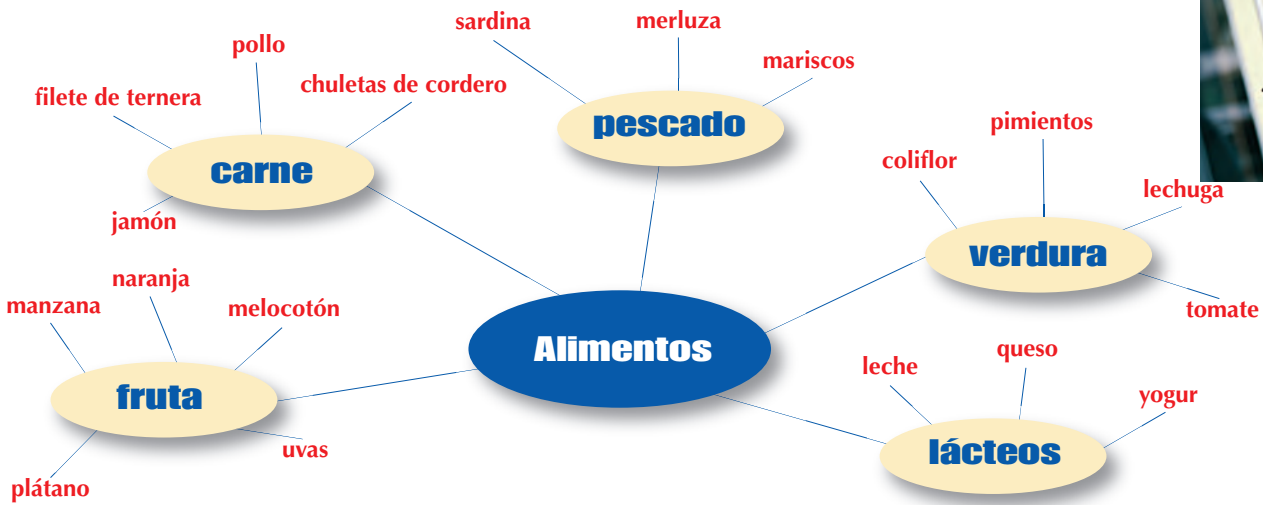 sardina
merluza
mariscos
pescado
pollo
filete de ternera
chuletas de cordero
carne
jamón
pimientos
coliflor
lechuga
verdura
tomate
naranja
manzana
melocotón
fruta
uvas
plátano
Alimentos
queso
leche
yogur
lácteos